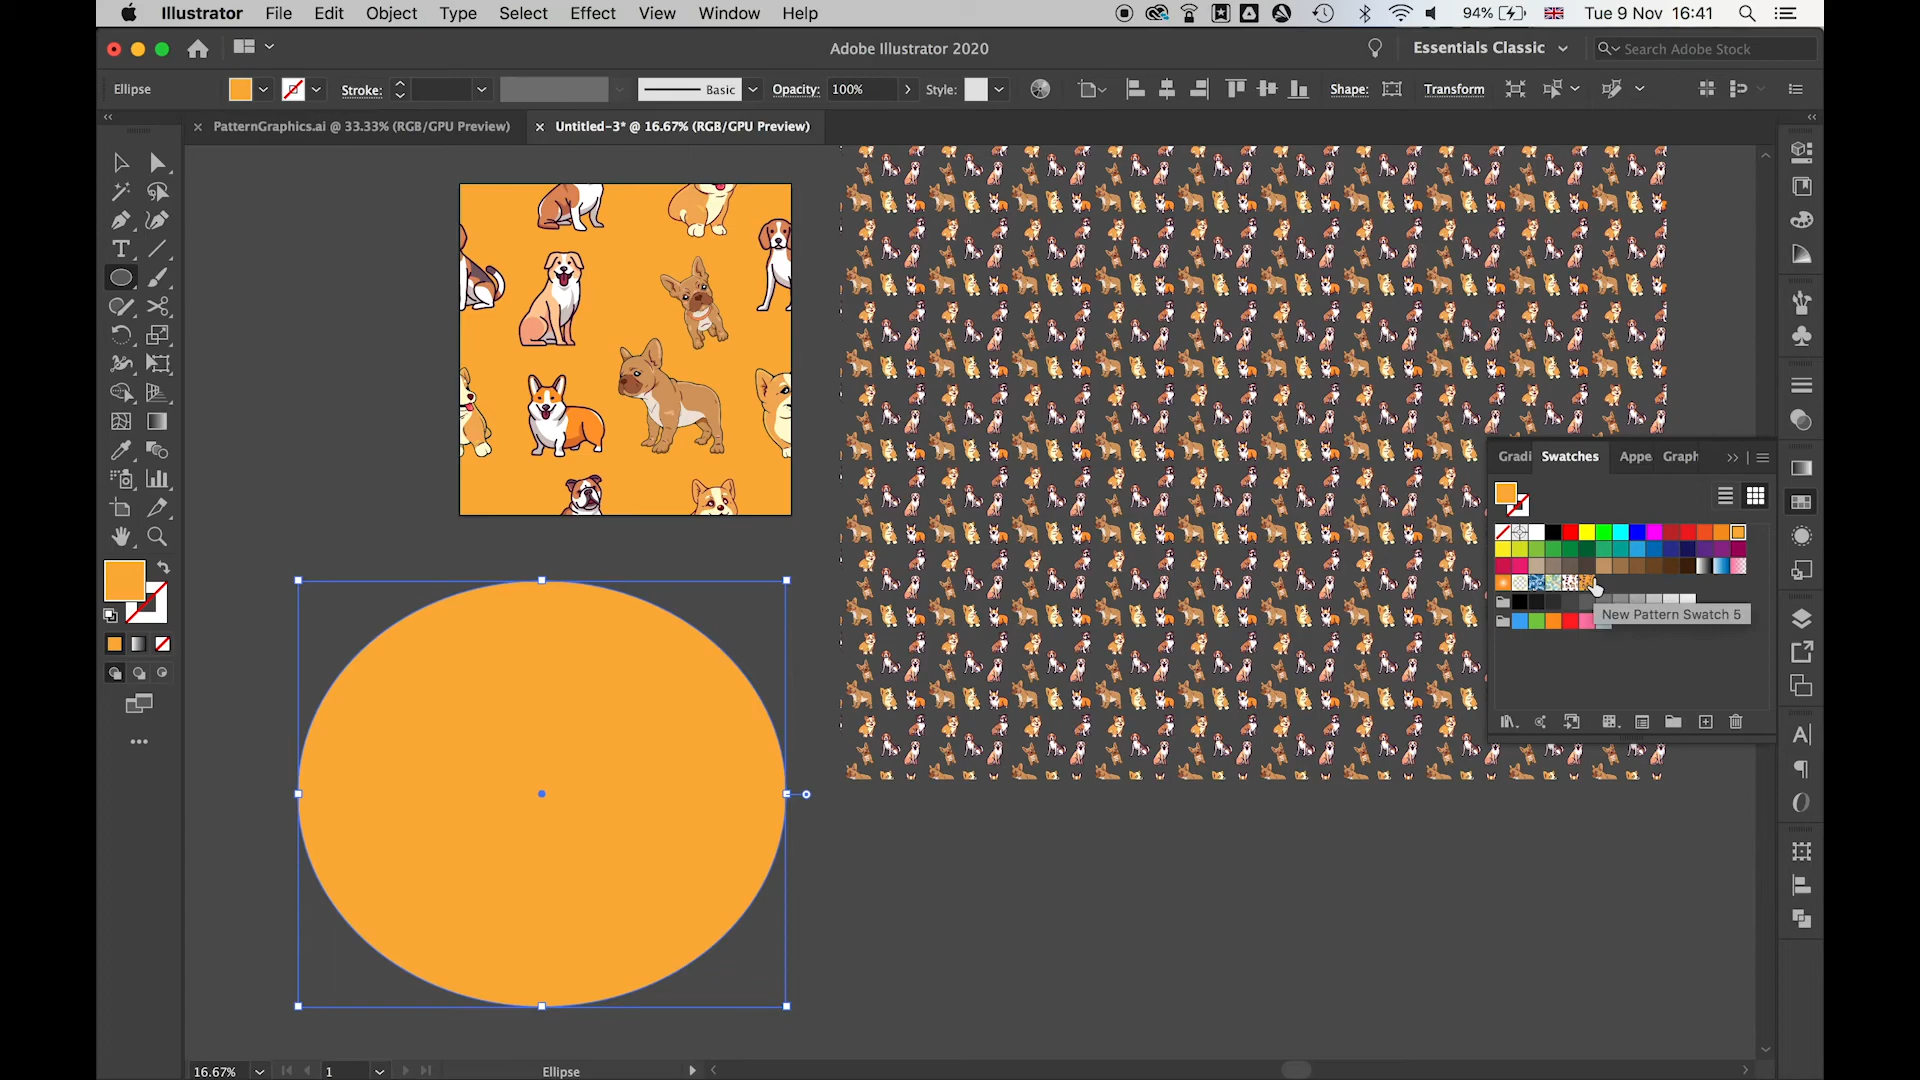 Illustrator File Edit Object Type Select Effect View Window Help 94% Tue 9 Nov 16:41
Adobe Illustrator 2020 Essentials Classic Search Adobe Stock
Ellipse Stroke: Basic Opacity: 100% Style: Shape: Transform
PatternGraphics.ai @ 33.33% (RGB/GPU Preview) Untitled-3* @ 16.67% (RGB/GPU Preview)
Gradi Swatches Appe Graph
New Pattern Swatch 5
16.67% 1 Ellipse